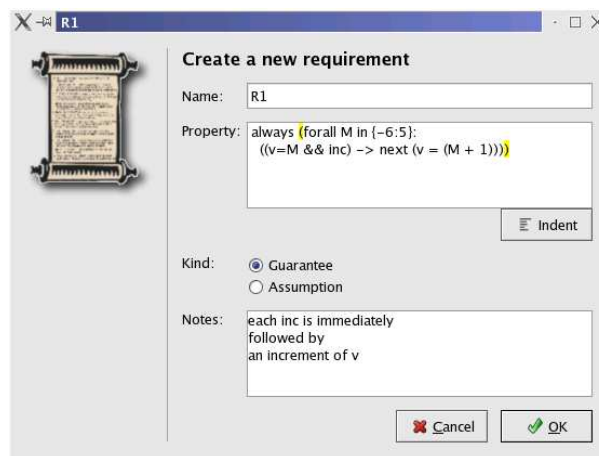 R1
Create a new requirement
Name: R1
Property: always (forall M in {-6:5}:
((v=M && inc) -> next (v = (M + 1))))
Indent
Kind: Guarantee
Assumption
Notes: each inc is immediately
followed by
an increment of v
Cancel OK